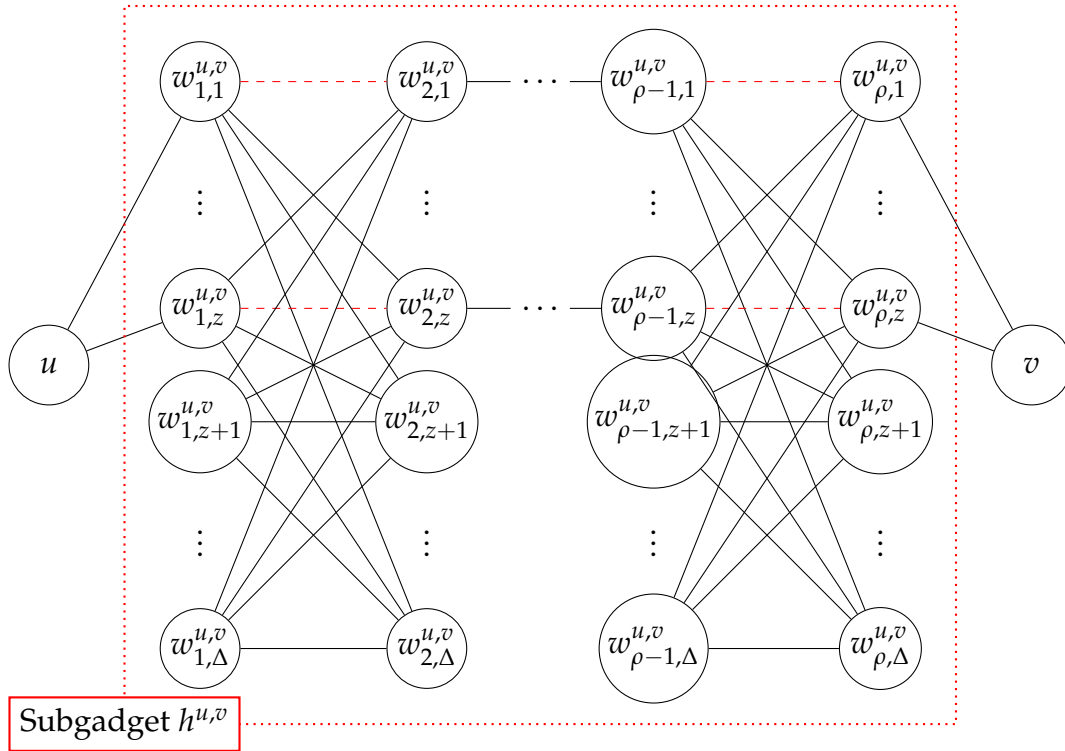 w^{u,v}_{1,1} w^{u,v}_{2,1} ⋯ w^{u,v}_{ρ−1,1} w^{u,v}_{ρ,1}
⋮ ⋮ ⋮ ⋮
w^{u,v}_{1,z} w^{u,v}_{2,z} ⋯ w^{u,v}_{ρ−1,z} w^{u,v}_{ρ,z}
u v
w^{u,v}_{1,z+1} w^{u,v}_{2,z+1} w^{u,v}_{ρ−1,z+1} w^{u,v}_{ρ,z+1}
⋮ ⋮ ⋮ ⋮
w^{u,v}_{1,Δ} w^{u,v}_{2,Δ} w^{u,v}_{ρ−1,Δ} w^{u,v}_{ρ,Δ}
Subgadget h^{u,v}